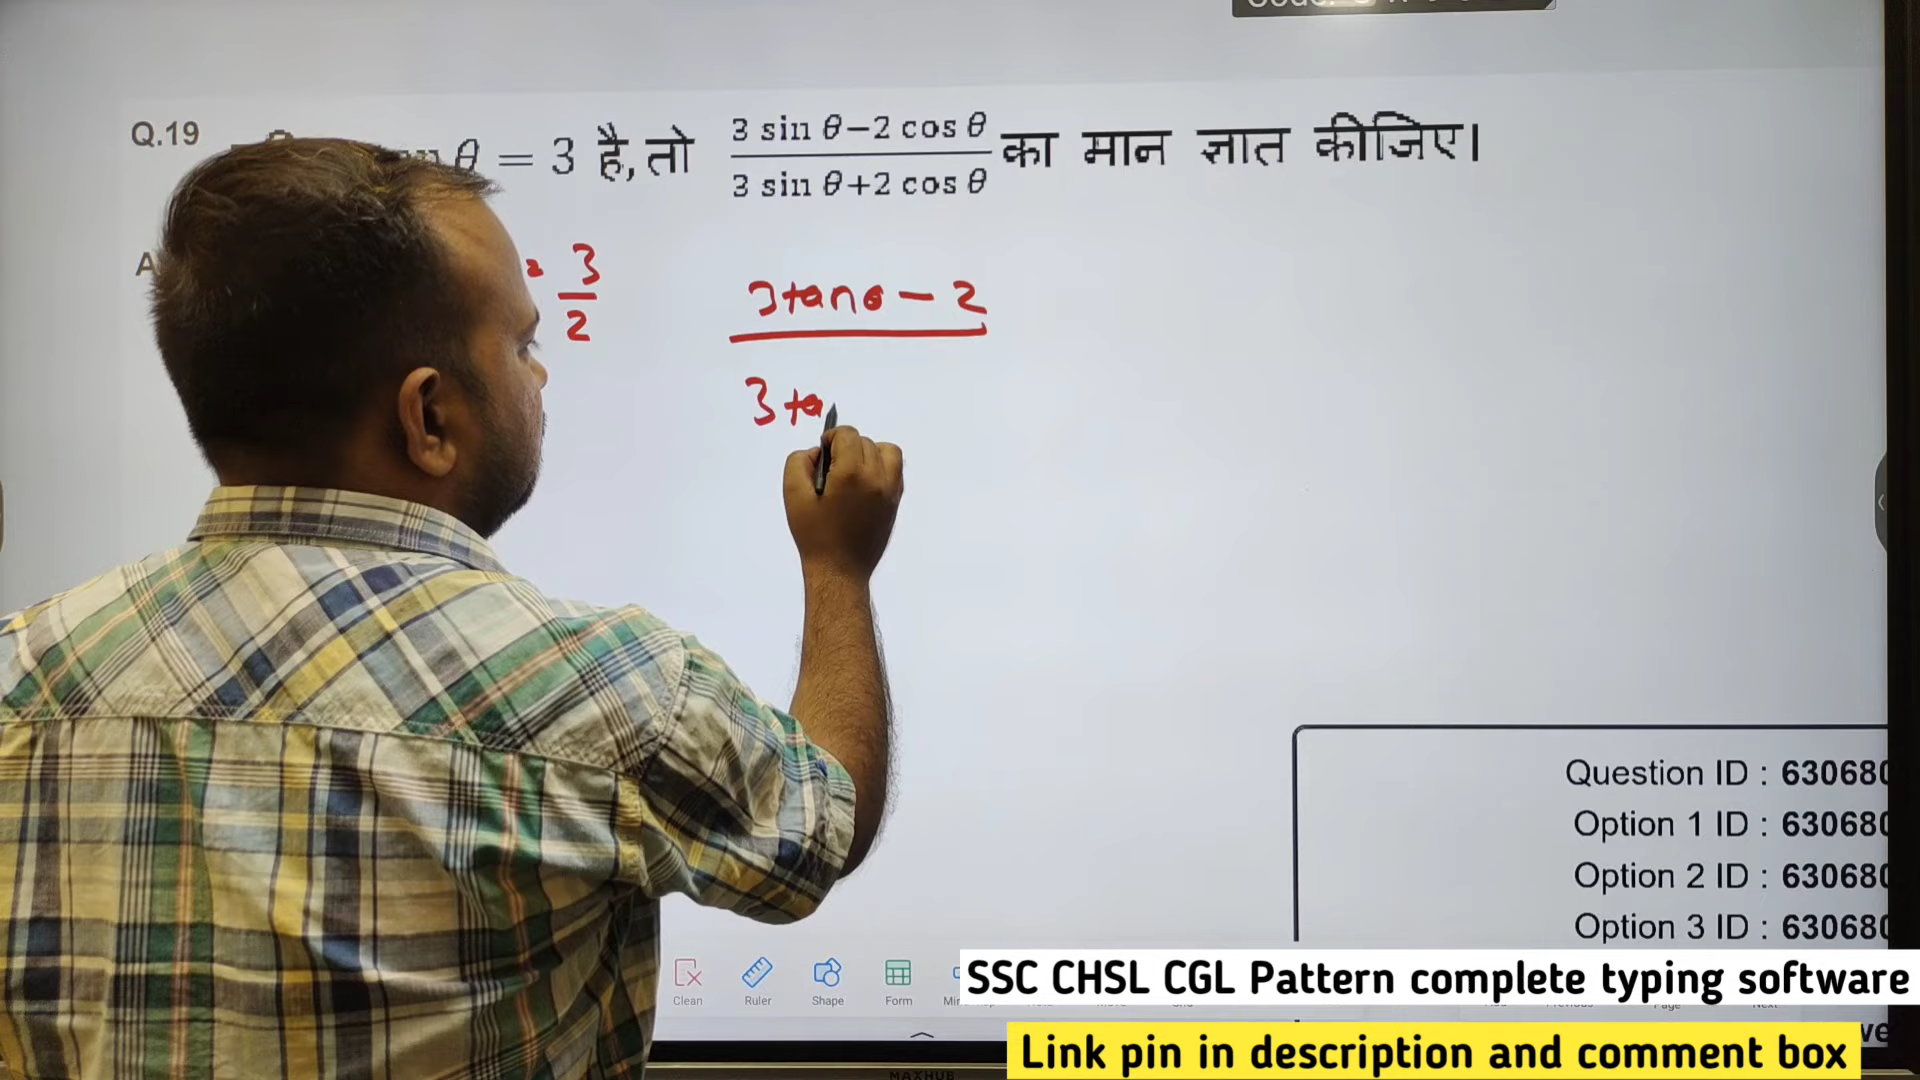 Q.19 θ = 3 है, तो 3 sin θ−2 cos θ / 3 sin θ+2 cos θ का मान ज्ञात कीजिए।
= 3/2
3tanθ − 2
3ta
Question ID : 630680
Option 1 ID : 630680
Option 2 ID : 630680
Option 3 ID : 630680
Clean Ruler Shape Form
SSC CHSL CGL Pattern complete typing software
Link pin in description and comment box
MAXHUB